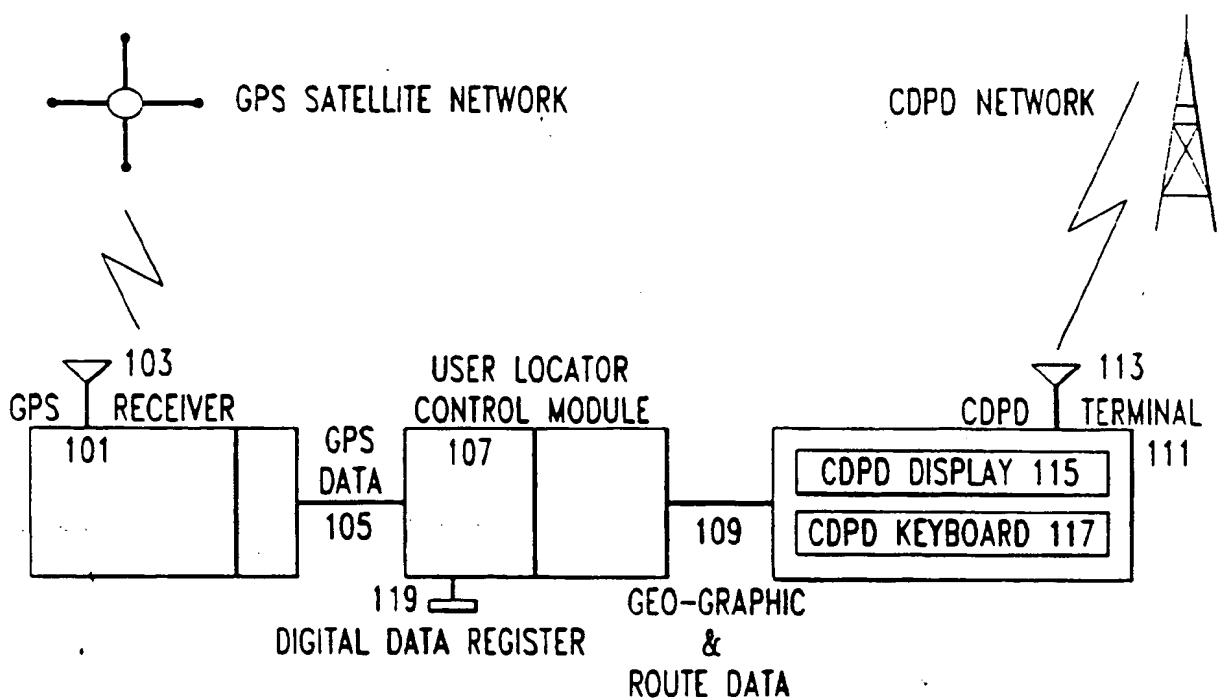 GPS SATELLITE NETWORK
CDPD NETWORK
103
GPS RECEIVER
101
GPS
DATA
105
USER LOCATOR
CONTROL MODULE
107
119
DIGITAL DATA REGISTER
109
GEO-GRAPHIC
&
ROUTE DATA
113
CDPD TERMINAL
111
CDPD DISPLAY 115
CDPD KEYBOARD 117